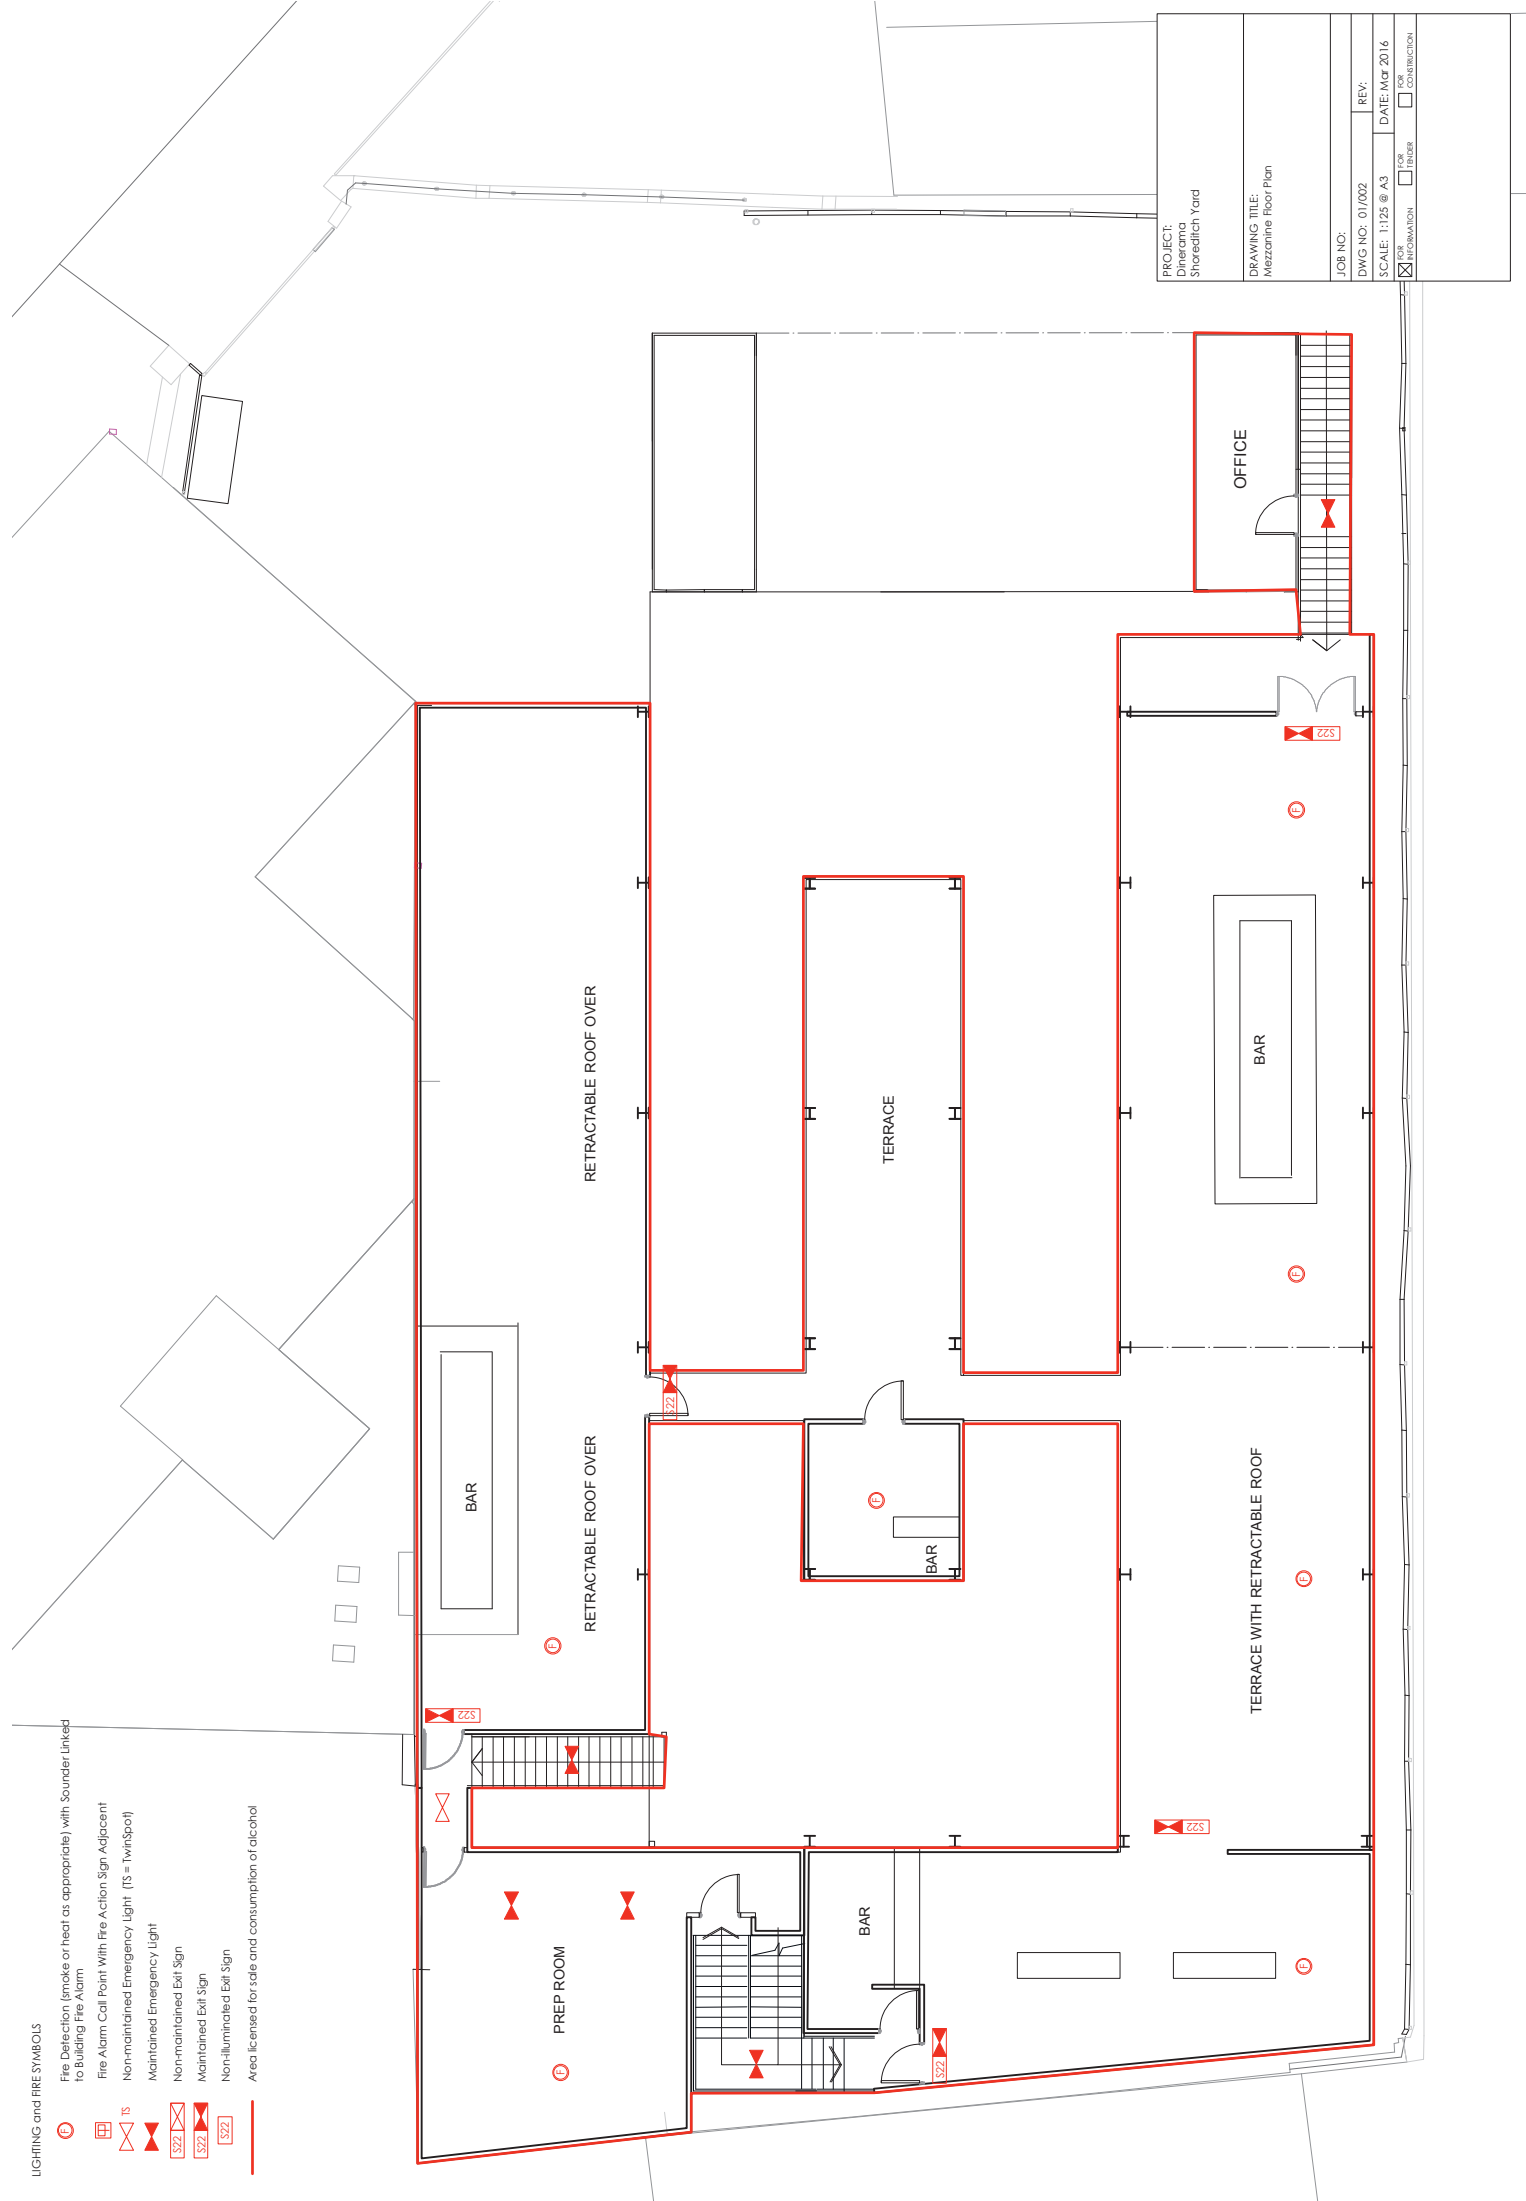 LIGHTING and FIRE SYMBOLS
F
Fire Detection (smoke or heat as appropriate) with Sounder Linked
to Building Fire Alarm
Fire Alarm Call Point With Fire Action Sign Adjacent
TS
Non-maintained Emergency Light (TS = TwinSpot)
Maintained Emergency Light
S22
Non-maintained Exit Sign
S22
Maintained Exit Sign
S22
Non-illuminated Exit Sign
Area licensed for sale and consumption of alcohol
PREP ROOM
F
S22
F
BAR
RETRACTABLE ROOF OVER
RETRACTABLE ROOF OVER
S22
BAR
S22
F
BAR
TERRACE
F
S22
F
TERRACE WITH RETRACTABLE ROOF
F
BAR
F
S22
OFFICE
PROJECT:
Dinerama
Shoreditch Yard
DRAWING TITLE:
Mezzanine Floor Plan
JOB NO:
DWG NO: 01/002
REV:
SCALE: 1:125 @ A3
DATE: Mar 2016
FOR
INFORMATION
FOR
TENDER
FOR
CONSTRUCTION